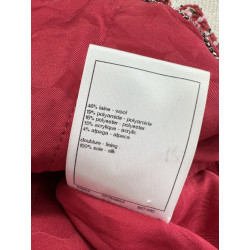 40% laine - wool
19% polyamide - polyamide
16% polyester - polyester
15% acrylique - acrylic
4% alpaga - alpaca
doublure - lining
100% soie - silk